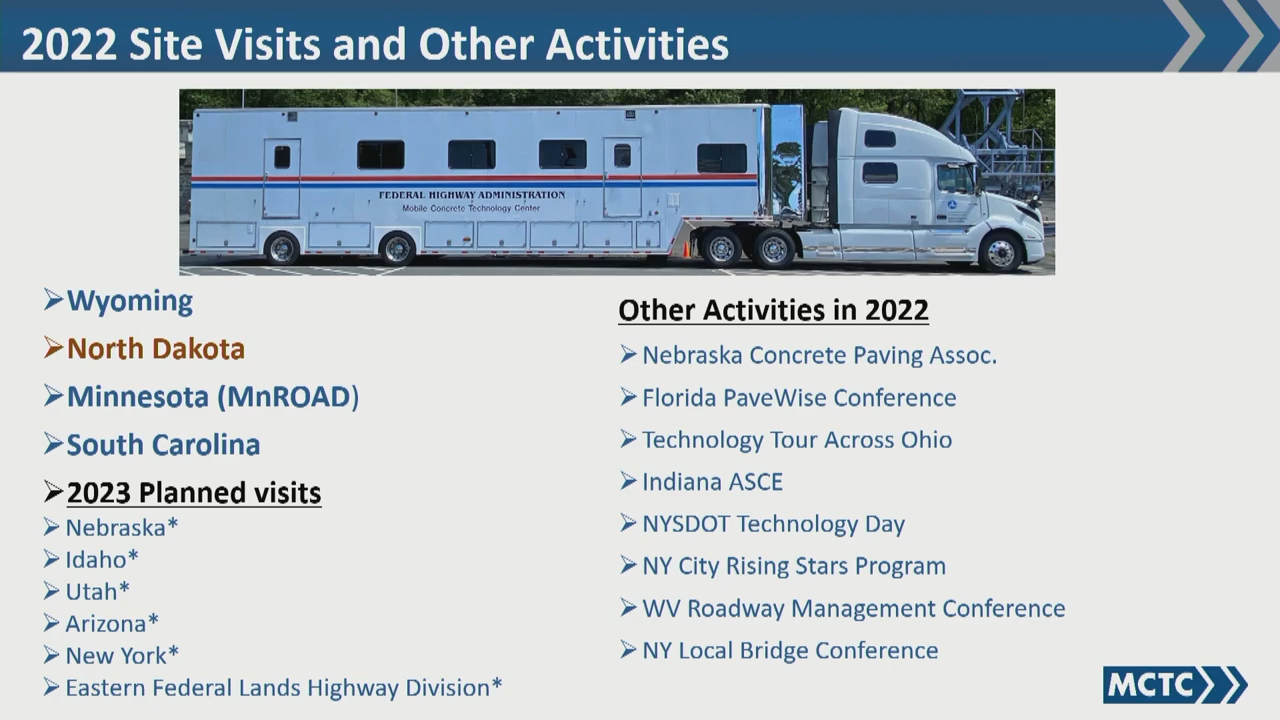 2022 Site Visits and Other Activities
FEDERAL HIGHWAY ADMINISTRATION
Mobile Concrete Technology Center
➢Wyoming
➢North Dakota
➢Minnesota (MnROAD)
➢South Carolina
➢2023 Planned visits
➢Nebraska*
➢Idaho*
➢Utah*
➢Arizona*
➢New York*
➢Eastern Federal Lands Highway Division*
Other Activities in 2022
➢Nebraska Concrete Paving Assoc.
➢Florida PaveWise Conference
➢Technology Tour Across Ohio
➢Indiana ASCE
➢NYSDOT Technology Day
➢NY City Rising Stars Program
➢WV Roadway Management Conference
➢NY Local Bridge Conference
MCTC